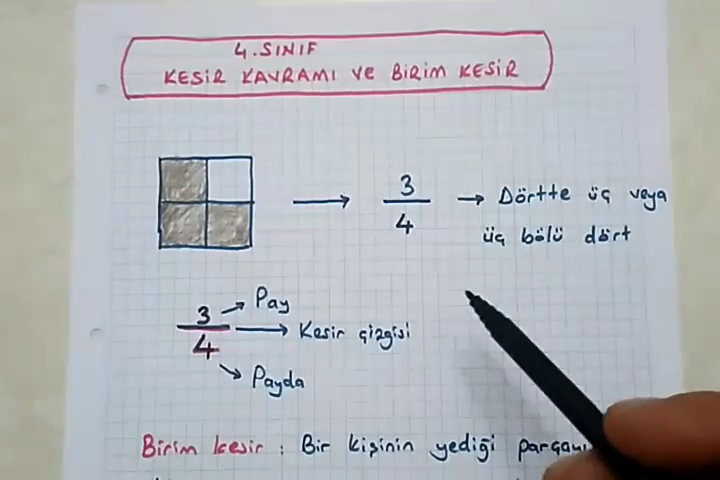 4. SINIF
KESİR KAVRAMI VE BİRİM KESİR
3
4
Dörtte üç veya
üç bölü dört
3
4
Pay
Kesir çizgisi
Payda
Birim kesir : Bir kişinin yediği